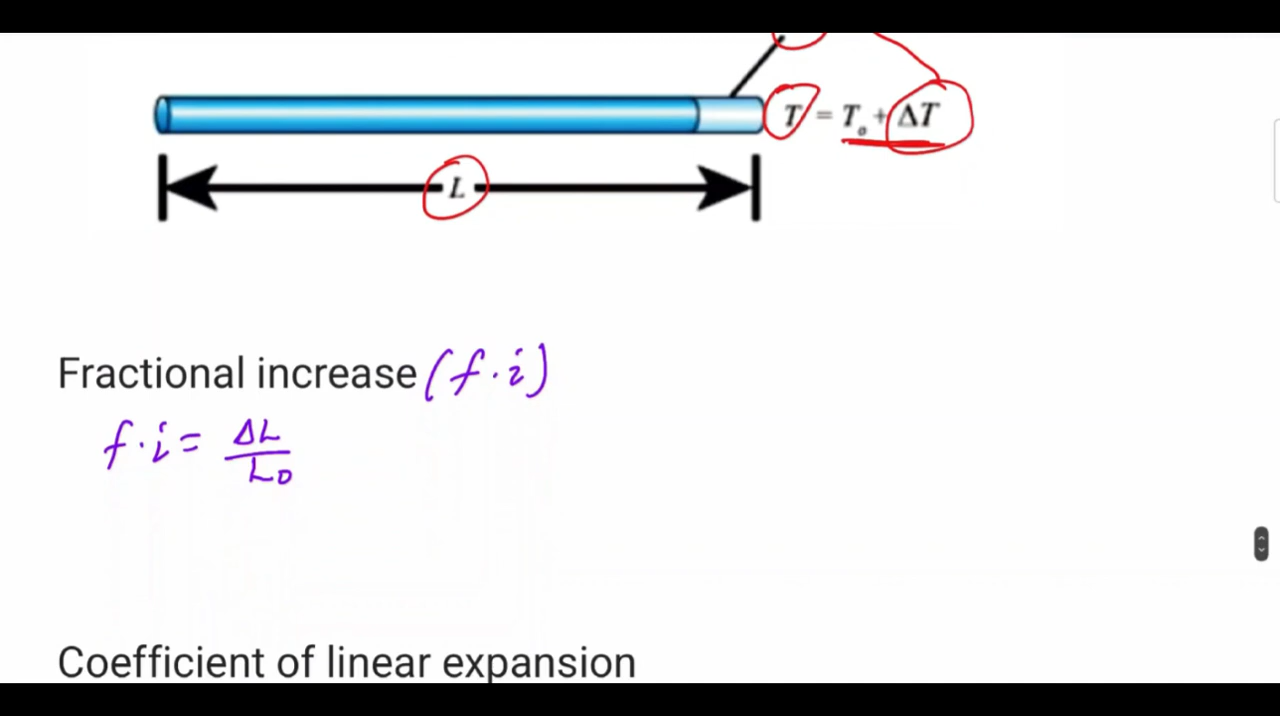 T = T₀ + ΔT
L
Fractional increase (f·i)
f·i = ΔL / L₀
Coefficient of linear expansion